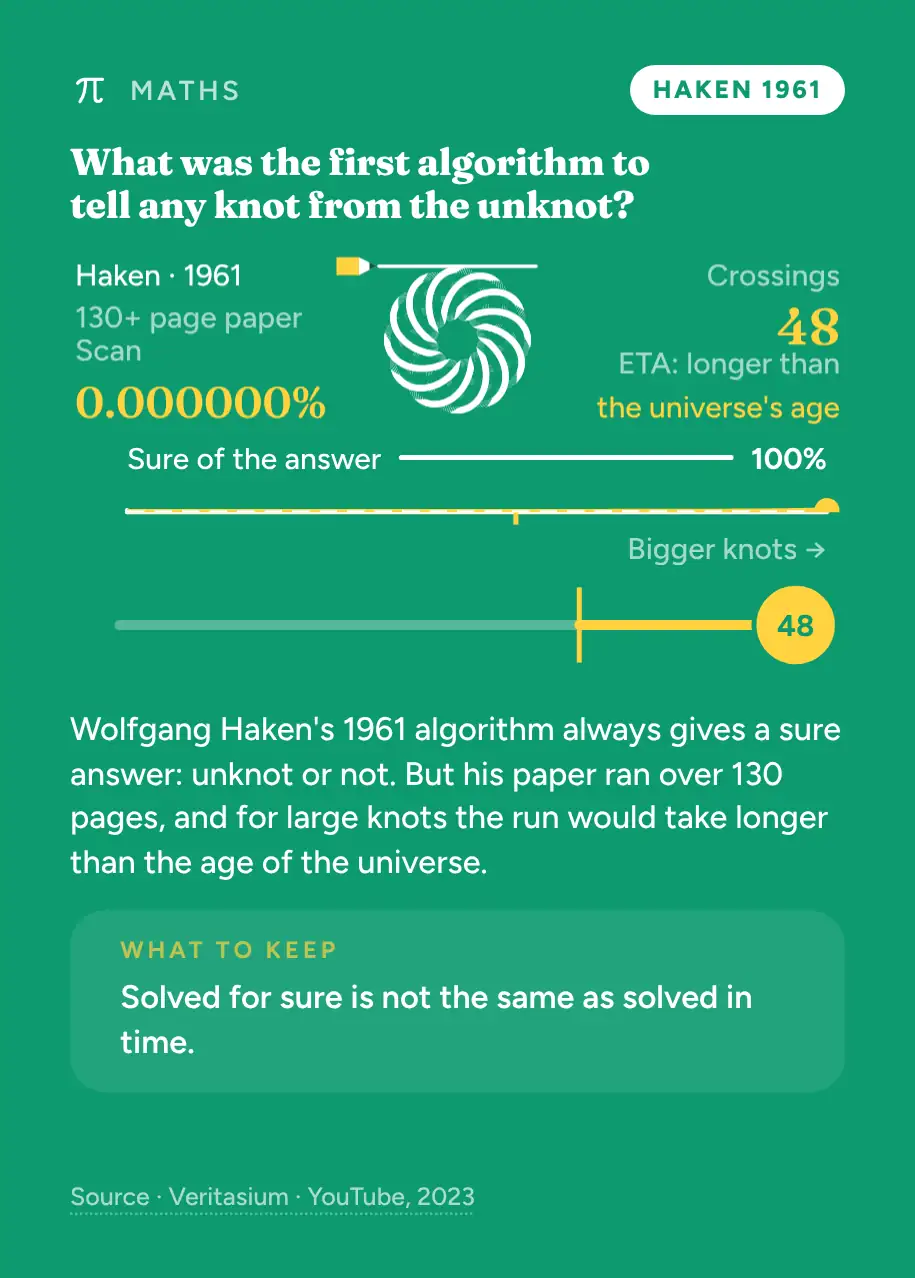 π MATHS
HAKEN 1961
What was the first algorithm to
tell any knot from the unknot?
Haken · 1961
130+ page paper
Scan
0.000000%
Crossings
48
ETA: longer than
the universe's age
Sure of the answer
100%
Bigger knots →
48
Wolfgang Haken's 1961 algorithm always gives a sure
answer: unknot or not. But his paper ran over 130
pages, and for large knots the run would take longer
than the age of the universe.
WHAT TO KEEP
Solved for sure is not the same as solved in
time.
Source · Veritasium · YouTube, 2023